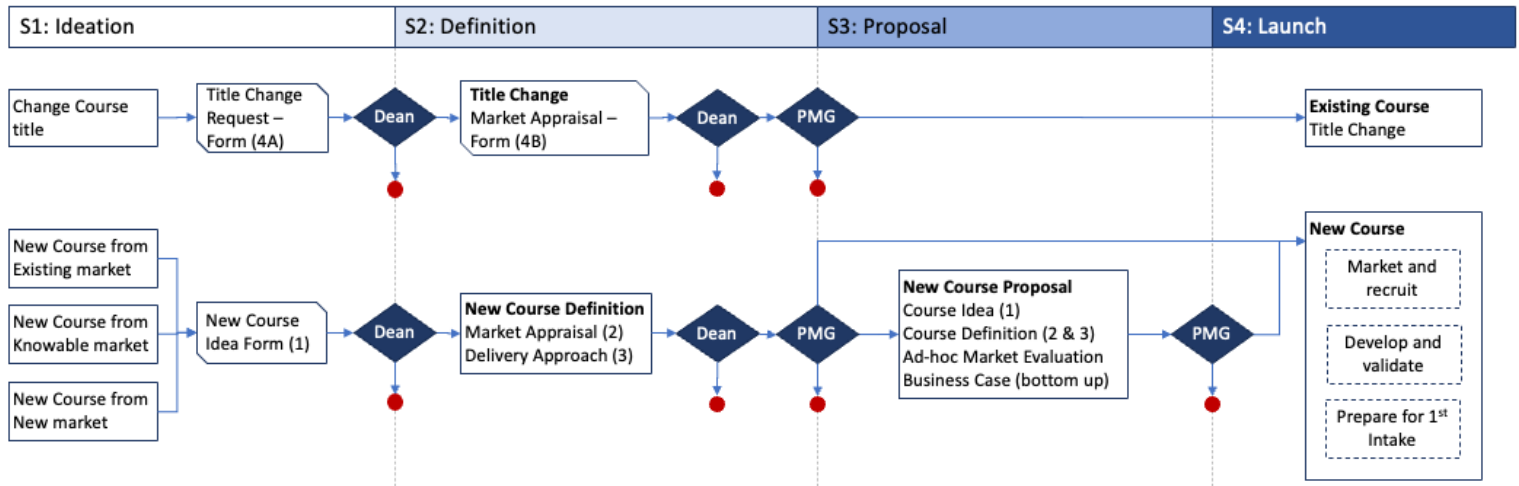 S1: Ideation
S2: Definition
S3: Proposal
S4: Launch
Change Course
title
Title Change
Request –
Form (4A)
Dean
Title Change
Market Appraisal –
Form (4B)
Dean
PMG
Existing Course
Title Change
New Course from
Existing market
New Course from
Knowable market
New Course from
New market
New Course
Idea Form (1)
Dean
New Course Definition
Market Appraisal (2)
Delivery Approach (3)
Dean
PMG
New Course Proposal
Course Idea (1)
Course Definition (2 & 3)
Ad-hoc Market Evaluation
Business Case (bottom up)
PMG
New Course
Market and
recruit
Develop and
validate
Prepare for 1st
Intake